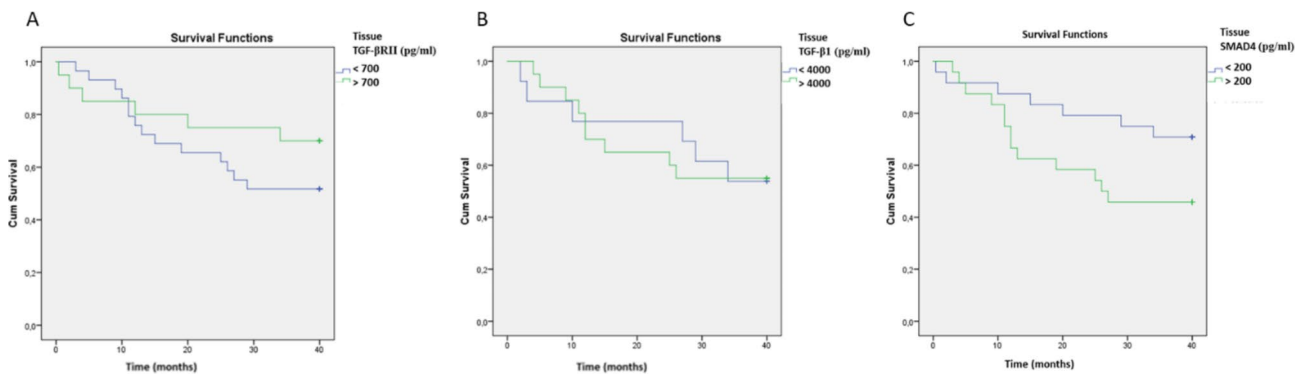 A
Survival Functions
Tissue
TGF-βRII (pg/ml)
< 700
> 700
Cum Survival
1,0
0,8
0,6
0,4
0,2
0,0
0
10
20
30
40
Time (months)
B
Survival Functions
Tissue
TGF-β1 (pg/ml)
< 4000
> 4000
Cum Survival
1,0
0,8
0,6
0,4
0,2
0,0
0
10
20
30
40
Time (months)
C
Survival Functions
Tissue
SMAD4 (pg/ml)
< 200
> 200
Cum Survival
1,0
0,8
0,6
0,4
0,2
0,0
0
10
20
30
40
Time (months)